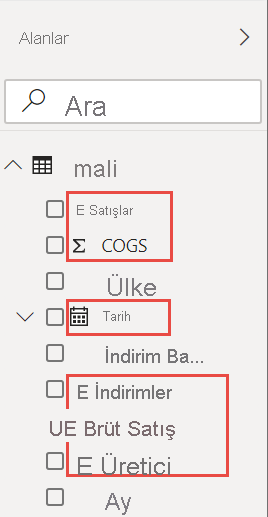 Alanlar
Ara
mali
E Satışlar
Σ COGS
Ülke
Tarih
İndirim Ba...
E İndirimler
UE Brüt Satış
E Üretici
Ay